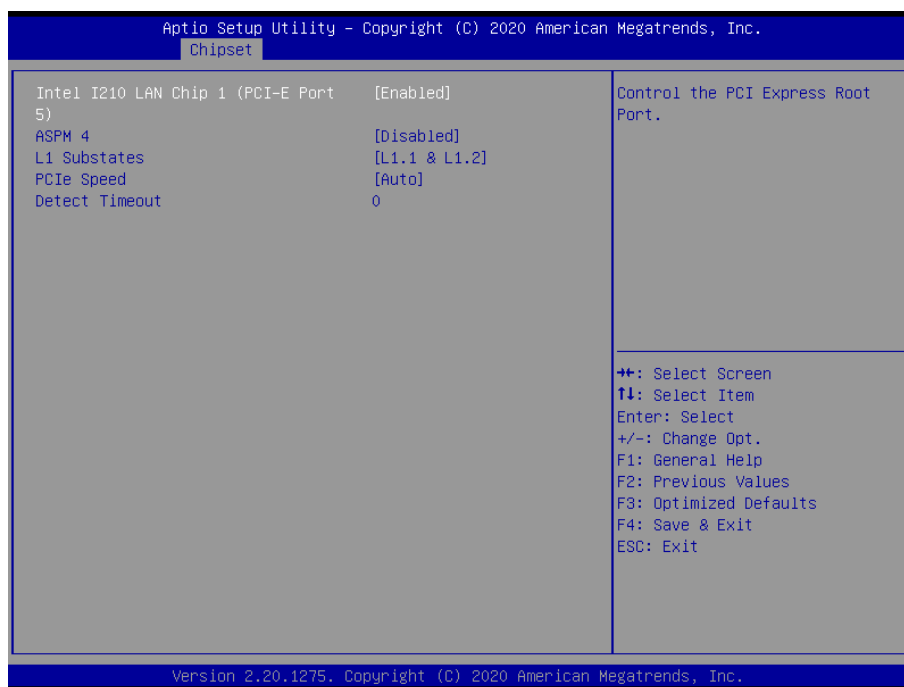 Aptio Setup Utility – Copyright (C) 2020 American Megatrends, Inc.
Chipset
Intel I210 LAN Chip 1 (PCI-E Port 5) [Enabled]
ASPM 4 [Disabled]
L1 Substates [L1.1 & L1.2]
PCIe Speed [Auto]
Detect Timeout 0
Control the PCI Express Root
Port.
→←: Select Screen
↑↓: Select Item
Enter: Select
+/-: Change Opt.
F1: General Help
F2: Previous Values
F3: Optimized Defaults
F4: Save & Exit
ESC: Exit
Version 2.20.1275. Copyright (C) 2020 American Megatrends, Inc.